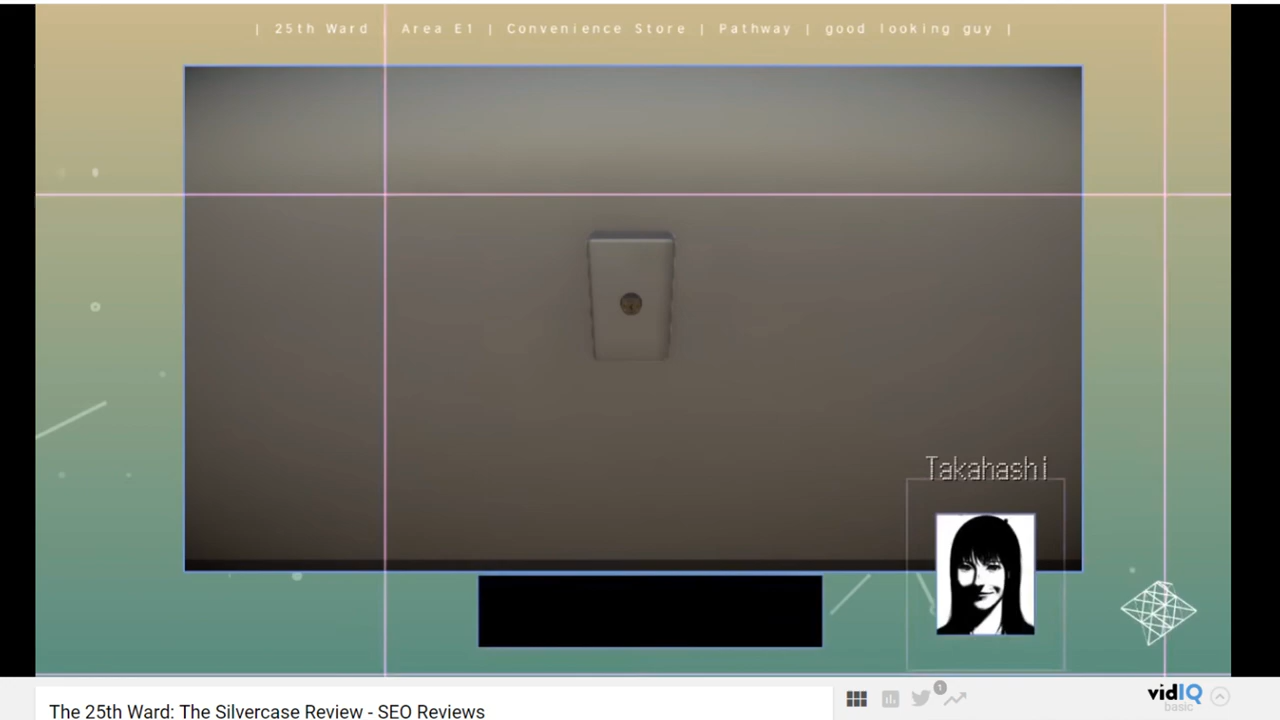 | 25th Ward | Area E1 | Convenience Store | Pathway | good looking guy |
Takahashi
1
vidIQ
basic
The 25th Ward: The Silvercase Review - SEO Reviews